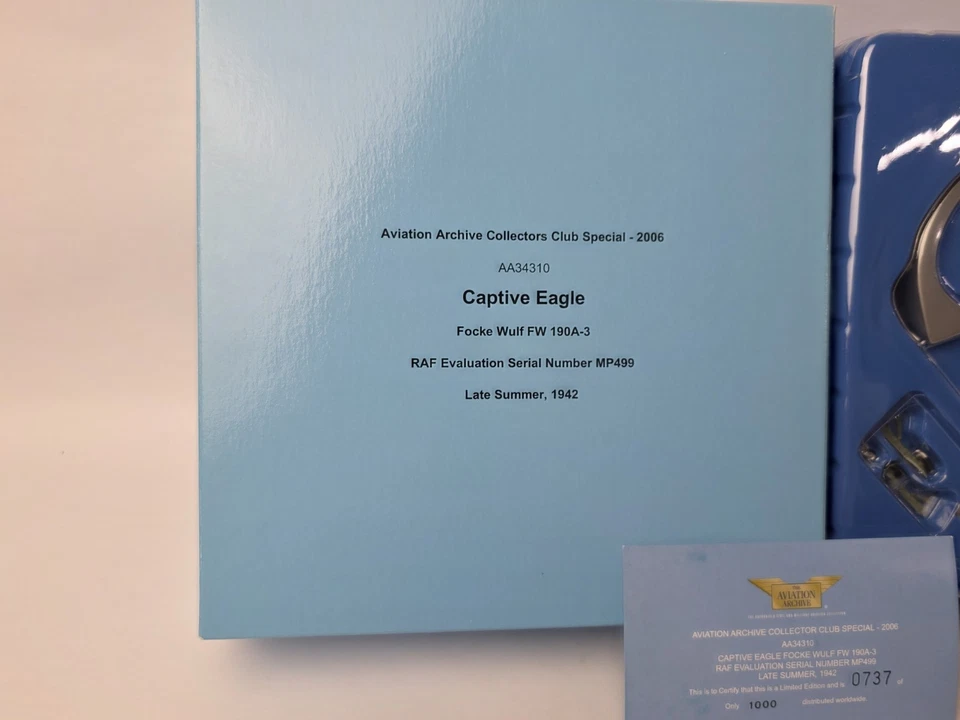 Aviation Archive Collectors Club Special - 2006
AA34310
Captive Eagle
Focke Wulf FW 190A-3
RAF Evaluation Serial Number MP499
Late Summer, 1942
THE
AVIATION
ARCHIVE
AVIATION ARCHIVE COLLECTOR CLUB SPECIAL - 2006
AA34310
CAPTIVE EAGLE FOCKE WULF FW 190A-3
RAF EVALUATION SERIAL NUMBER MP499
LATE SUMMER, 1942
This is to Certify that this is a Limited Edition and is 0737 of
Only 1000 distributed worldwide